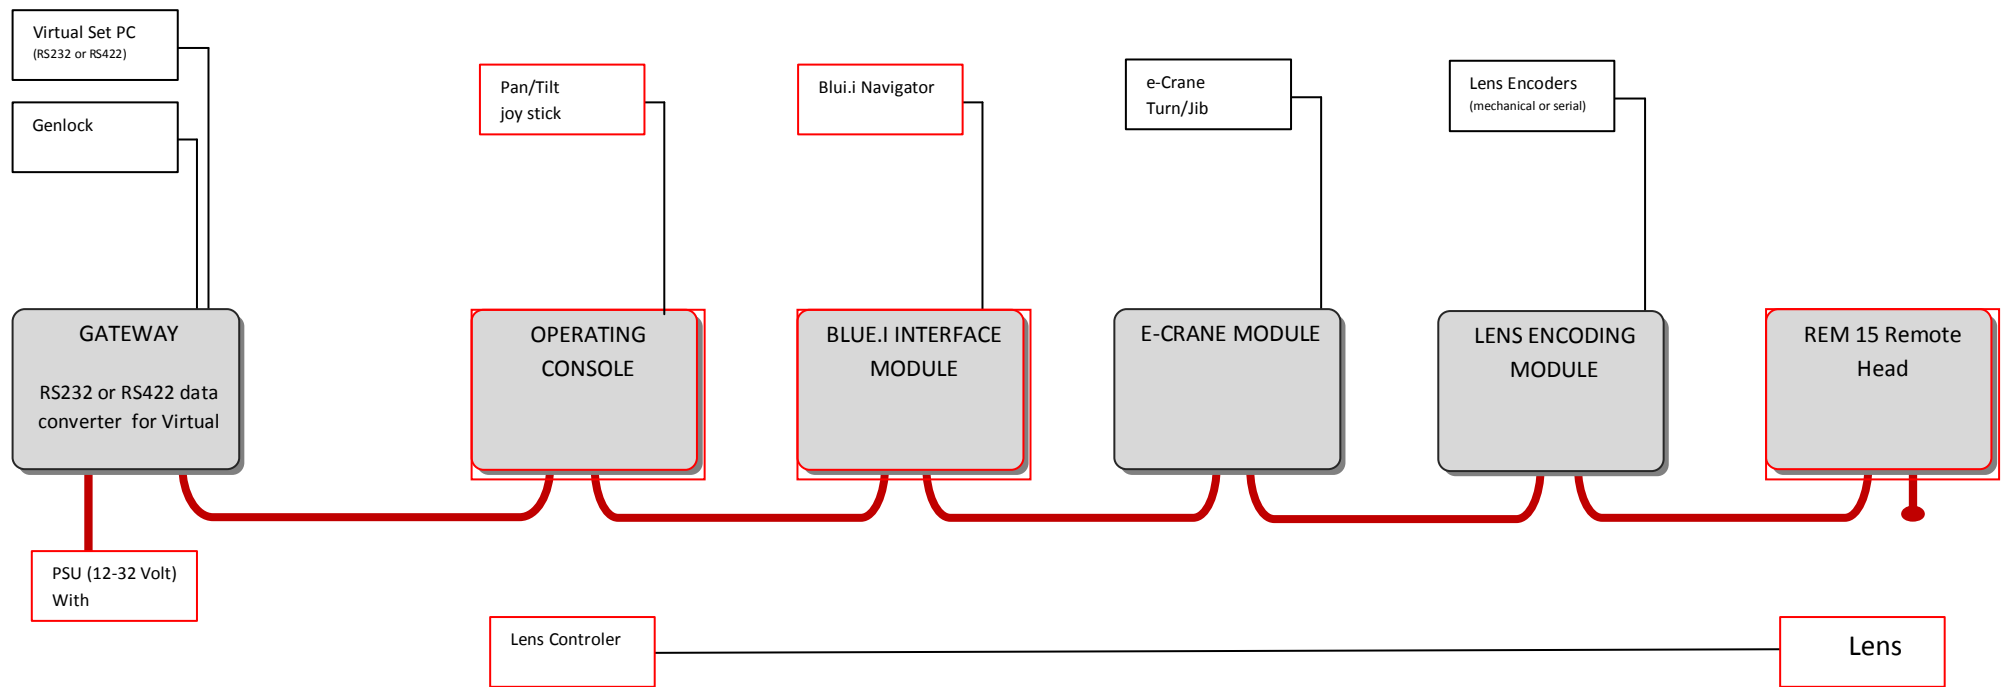 Virtual Set PC
(RS232 or RS422)
Genlock
Pan/Tilt
joy stick
Blui.i Navigator
e-Crane
Turn/Jib
Lens Encoders
(mechanical or serial)
GATEWAY
RS232 or RS422 data
converter for Virtual
OPERATING
CONSOLE
BLUE.I INTERFACE
MODULE
E-CRANE MODULE
LENS ENCODING
MODULE
REM 15 Remote
Head
PSU (12-32 Volt)
With
Lens Controler
Lens